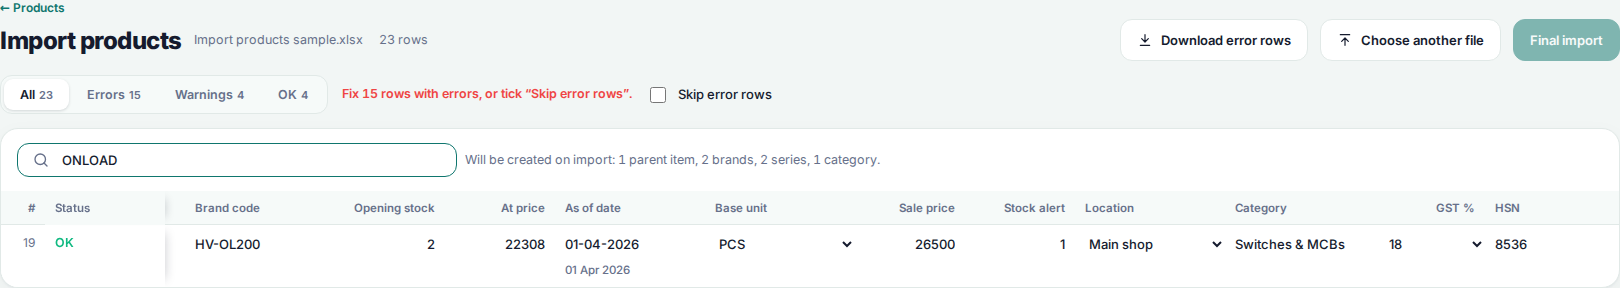 ← Products
Import products Import products sample.xlsx 23 rows Download error rows Choose another file Final import
All 23 Errors 15 Warnings 4 OK 4 Fix 15 rows with errors, or tick “Skip error rows”. Skip error rows
ONLOAD Will be created on import: 1 parent item, 2 brands, 2 series, 1 category.
# Status Brand code Opening stock At price As of date Base unit Sale price Stock alert Location Category GST % HSN
19 OK HV-OL200 2 22308 01-04-2026 PCS 26500 1 Main shop Switches & MCBs 18 8536
01 Apr 2026